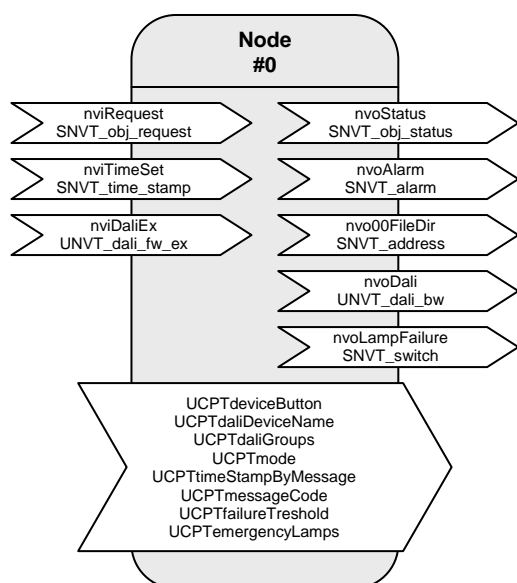 Node
#0
nviRequest
SNVT_obj_request
nvoStatus
SNVT_obj_status
nviTimeSet
SNVT_time_stamp
nvoAlarm
SNVT_alarm
nviDaliEx
UNVT_dali_fw_ex
nvo00FileDir
SNVT_address
nvoDali
UNVT_dali_bw
nvoLampFailure
SNVT_switch
UCPTdeviceButton
UCPTdaliDeviceName
UCPTdaliGroups
UCPTmode
UCPTtimeStampByMessage
UCPTmessageCode
UCPTfailureTreshold
UCPTemergencyLamps